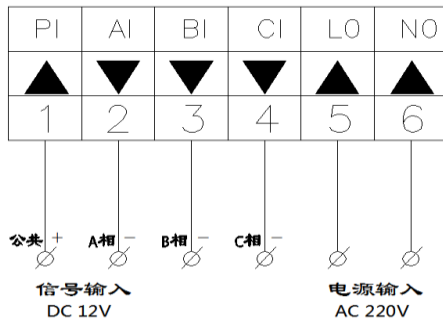 PI AI BI CI LO NO
1 2 3 4 5 6
公共 + A相 － B相 － C相 －
信号输入 电源输入
DC 12V AC 220V